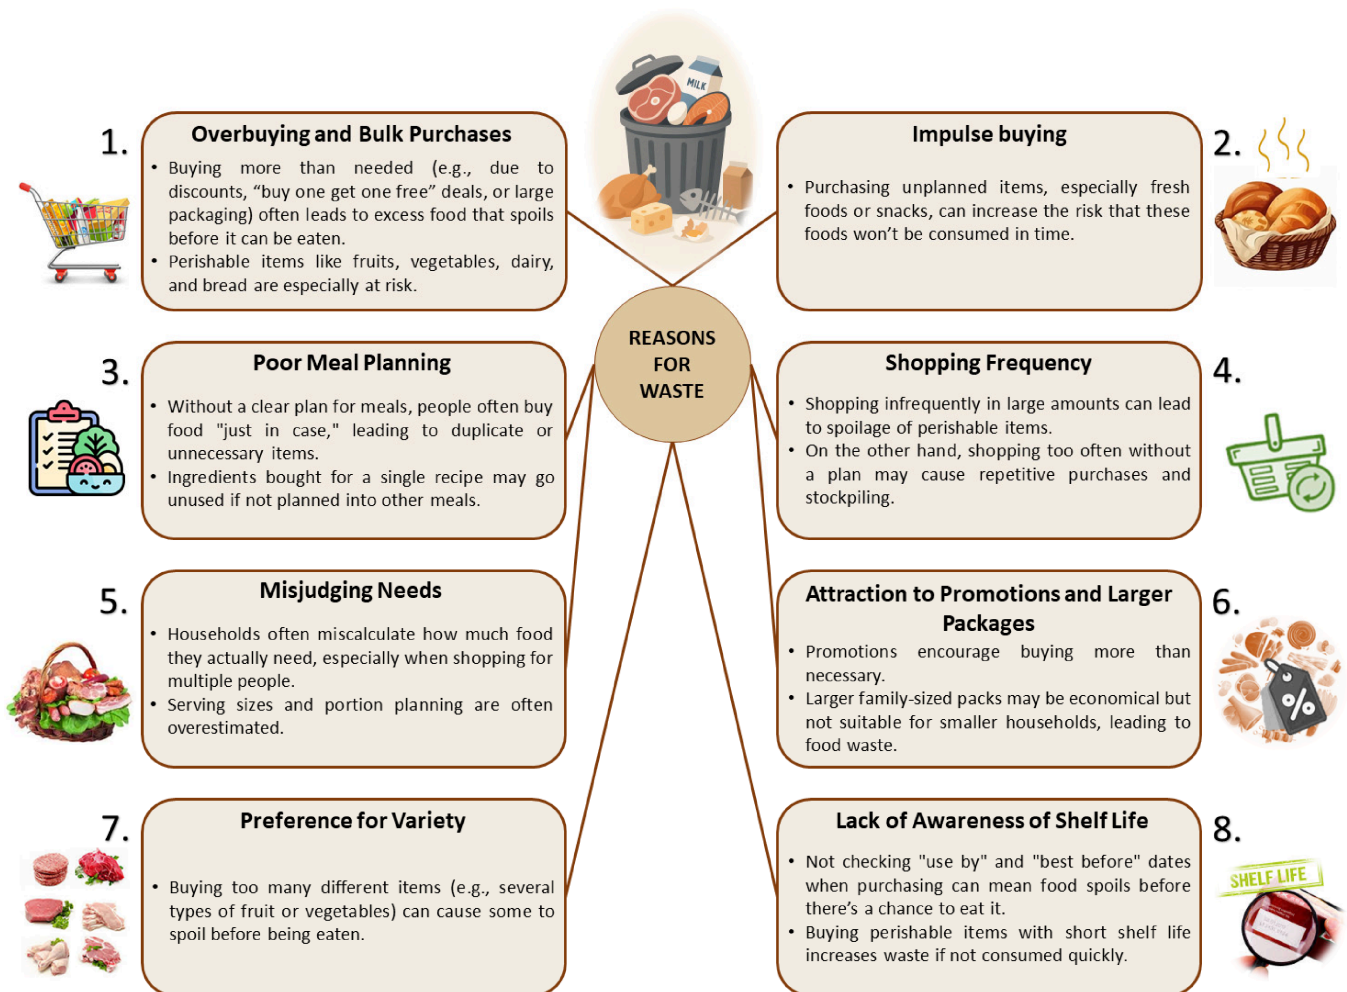 MILK
1.
Overbuying and Bulk Purchases
• Buying more than needed (e.g., due to
discounts, “buy one get one free” deals, or large
packaging) often leads to excess food that spoils
before it can be eaten.
• Perishable items like fruits, vegetables, dairy,
and bread are especially at risk.
Impulse buying
2.
• Purchasing unplanned items, especially fresh
foods or snacks, can increase the risk that these
foods won’t be consumed in time.
REASONS
FOR
WASTE
3.
Poor Meal Planning
• Without a clear plan for meals, people often buy
food "just in case," leading to duplicate or
unnecessary items.
• Ingredients bought for a single recipe may go
unused if not planned into other meals.
Shopping Frequency
4.
• Shopping infrequently in large amounts can lead
to spoilage of perishable items.
• On the other hand, shopping too often without
a plan may cause repetitive purchases and
stockpiling.
5.
Misjudging Needs
• Households often miscalculate how much food
they actually need, especially when shopping for
multiple people.
• Serving sizes and portion planning are often
overestimated.
Attraction to Promotions and Larger
Packages
6.
• Promotions encourage buying more than
necessary.
• Larger family-sized packs may be economical but
not suitable for smaller households, leading to
food waste.
%
7.
Preference for Variety
• Buying too many different items (e.g., several
types of fruit or vegetables) can cause some to
spoil before being eaten.
Lack of Awareness of Shelf Life
8.
• Not checking "use by" and "best before" dates
when purchasing can mean food spoils before
there’s a chance to eat it.
• Buying perishable items with short shelf life
increases waste if not consumed quickly.
SHELF LIFE